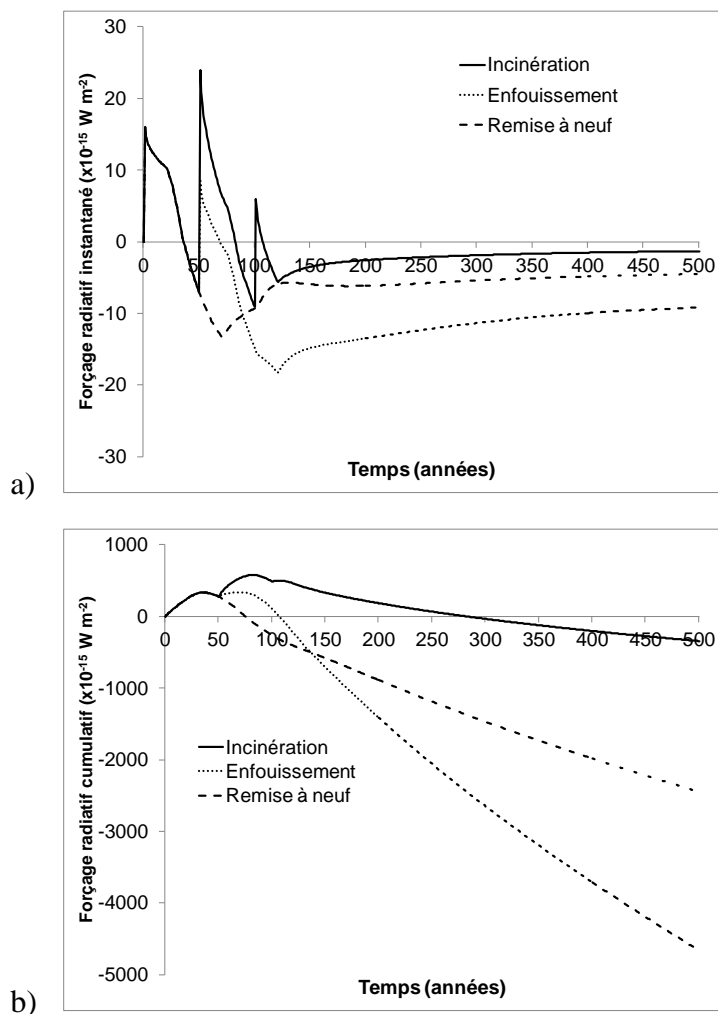 30
20
10
0
-10
-20
-30
0 50 100 150 200 250 300 350 400 450 500
Forçage radiatif instantané (x10-15 W m-2)
Incinération
Enfouissement
Remise à neuf
Temps (années)
a)
1000
0
-1000
-2000
-3000
-4000
-5000
0 50 100 150 200 250 300 350 400 450 500
Forçage radiatif cumulatif (x10-15 W m-2)
Incinération
Enfouissement
Remise à neuf
Temps (années)
b)